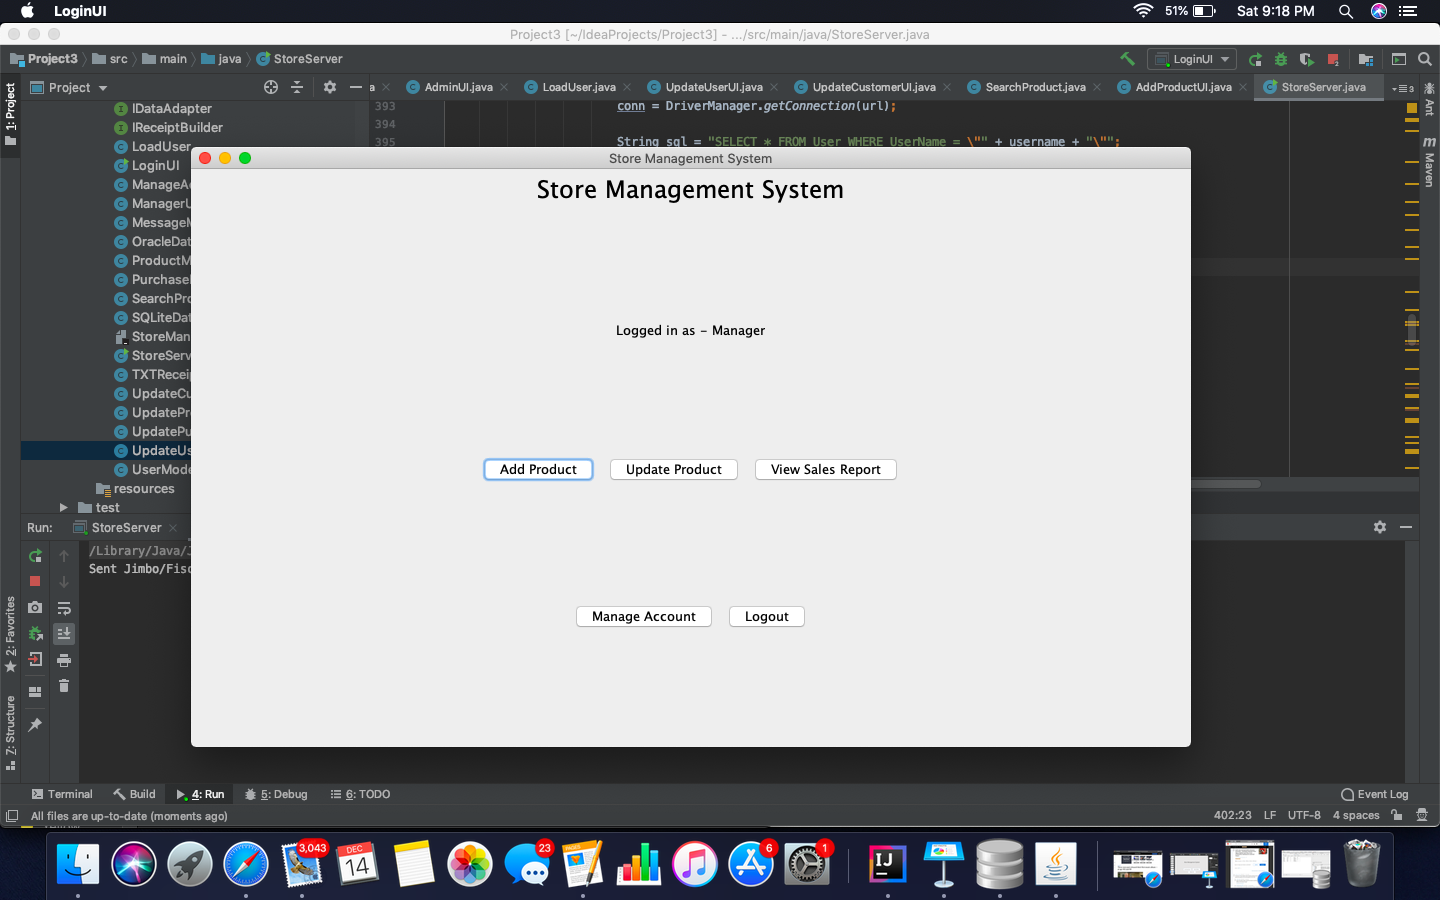 LoginUI
51%
Sat 9:18 PM
Project3 [~/IdeaProjects/Project3] - .../src/main/java/StoreServer.java
Project3
src
main
java
StoreServer
LoginUI
1: Project
Project
AdminUI.java
LoadUser.java
UpdateUserUI.java
UpdateCustomerUI.java
SearchProduct.java
AddProductUI.java
StoreServer.java
3
Ant
Maven
IDataAdapter
IReceiptBuilder
LoadUser
LoginUI
ManageAc
ManagerU
MessageM
OracleDat
ProductM
Purchase
SearchPro
SQLiteDat
StoreMan
StoreServ
TXTRecei
UpdateCu
UpdatePr
UpdatePu
UpdateUs
UserMode
resources
test
393
conn = DriverManager.getConnection(url);
394
395
String sql = "SELECT * FROM User WHERE UserName = \"" + username + "\"";
Store Management System
Store Management System
Logged in as - Manager
Add Product
Update Product
View Sales Report
Manage Account
Logout
Run:
StoreServer
/Library/Java/J
Sent Jimbo/Fisc
2: Favorites
7: Structure
Terminal
Build
4: Run
5: Debug
6: TODO
Event Log
All files are up-to-date (moments ago)
402:23
LF
UTF-8
4 spaces
3,043
DEC
14
23
6
1
IJ